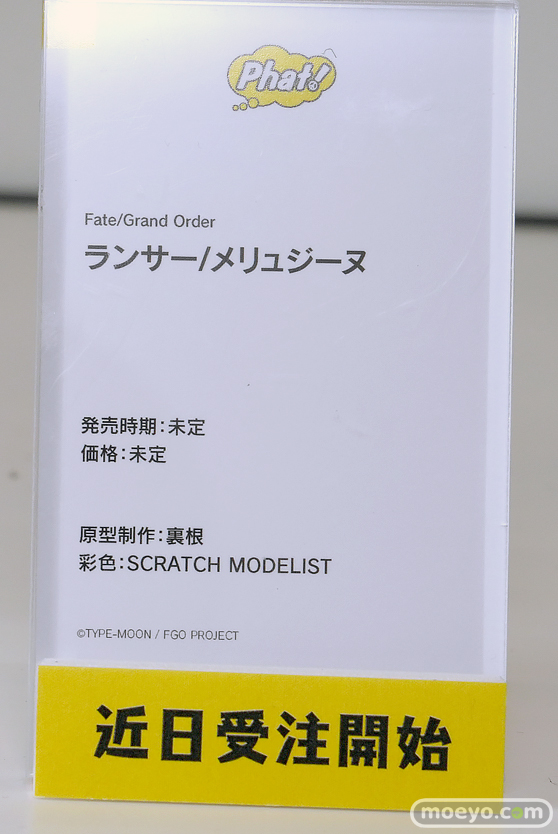 Phat!
Fate/Grand Order
ランサー/メリュジーヌ
発売時期:未定
価格:未定
原型制作:裏根
彩色:SCRATCH MODELIST
©TYPE-MOON / FGO PROJECT
近日受注開始
moeyo.com